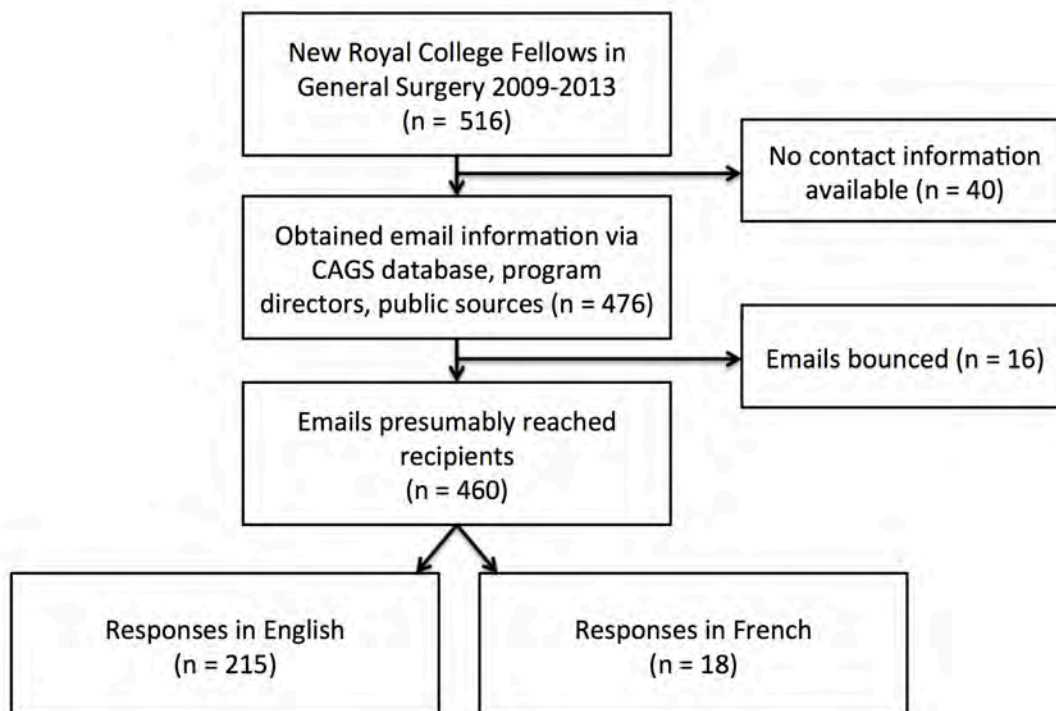 New Royal College Fellows in
General Surgery 2009-2013
(n =  516)
No contact information
available (n = 40)
Obtained email information via
CAGS database, program
directors, public sources (n = 476)
Emails bounced (n = 16)
Emails presumably reached
recipients
(n = 460)
Responses in English
(n = 215)
Responses in French
(n = 18)